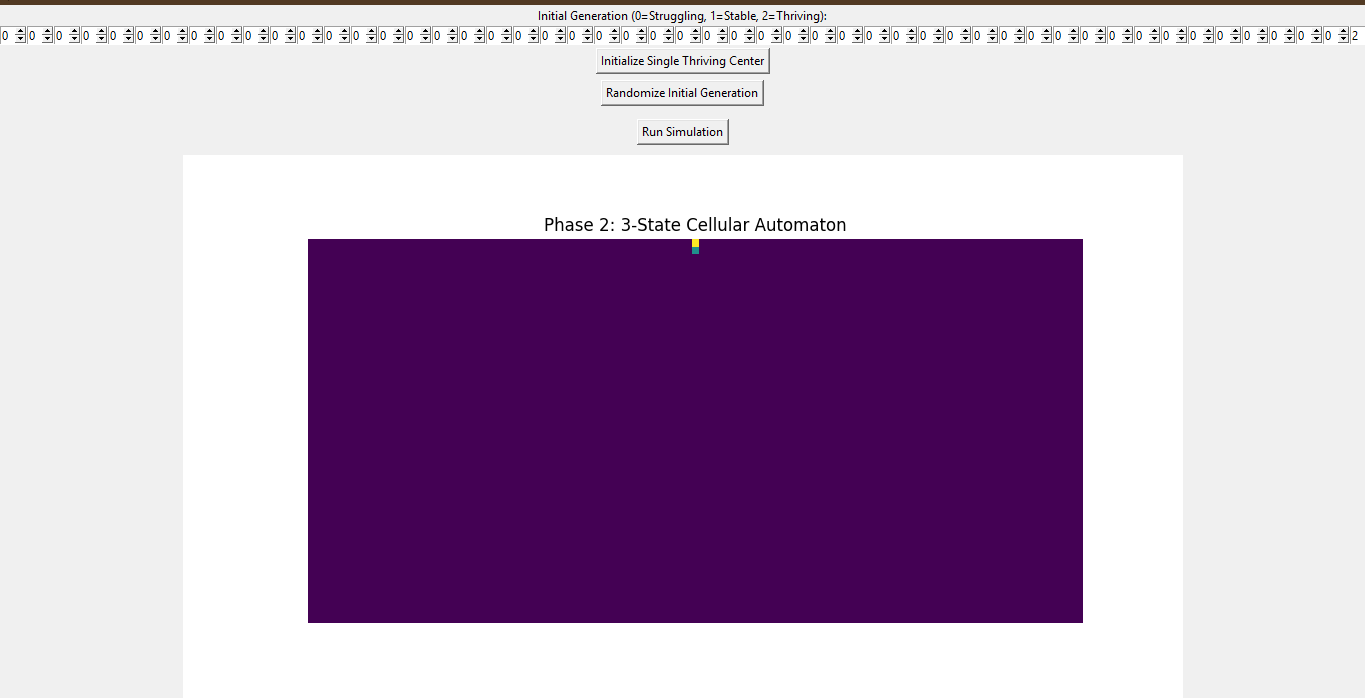 Initial Generation (0=Struggling, 1=Stable, 2=Thriving):
0 0 0 0 0 0 0 0 0 0 0 0 0 0 0 0 0 0 0 0 0 0 0 0 0 0 0 0 0 0 0 0 0 0 0 0 0 0 0 0 0 0 0 0 0 0 0 0 0 0 2
Initialize Single Thriving Center
Randomize Initial Generation
Run Simulation
Phase 2: 3-State Cellular Automaton